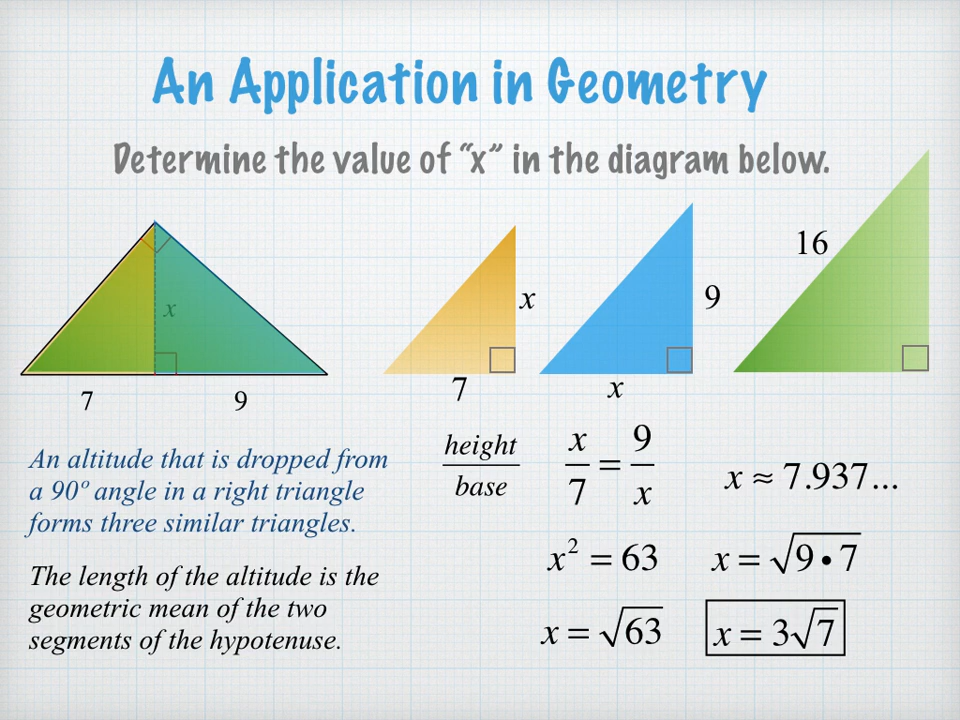 An Application in Geometry
Determine the value of “x” in the diagram below.
x
7
9
x
7
9
x
16
An altitude that is dropped from
a 90º angle in a right triangle
forms three similar triangles.
The length of the altitude is the
geometric mean of the two
segments of the hypotenuse.
height/base
x/7 = 9/x
x² = 63
x = √63
x ≈ 7.937...
x = √9•7
x = 3√7